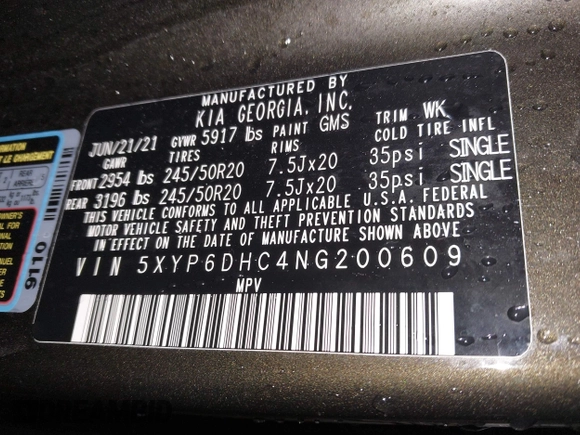 MANUFACTURED BY
KIA GEORGIA, INC.
JUN/21/21 GVWR 5917 lbs PAINT GMS TRIM WK
GAWR TIRES RIMS COLD TIRE INFL
FRONT 2954 lbs 245/50R20 7.5Jx20 35psi SINGLE
REAR 3196 lbs 245/50R20 7.5Jx20 35psi SINGLE
THIS VEHICLE CONFORMS TO ALL APPLICABLE U.S.A. FEDERAL
MOTOR VEHICLE SAFETY AND THEFT PREVENTION STANDARDS
IN EFFECT ON THE DATE OF MANUFACTURE SHOWN ABOVE
VIN 5XYP6DHC4NG200609
MPV
REAR
9110